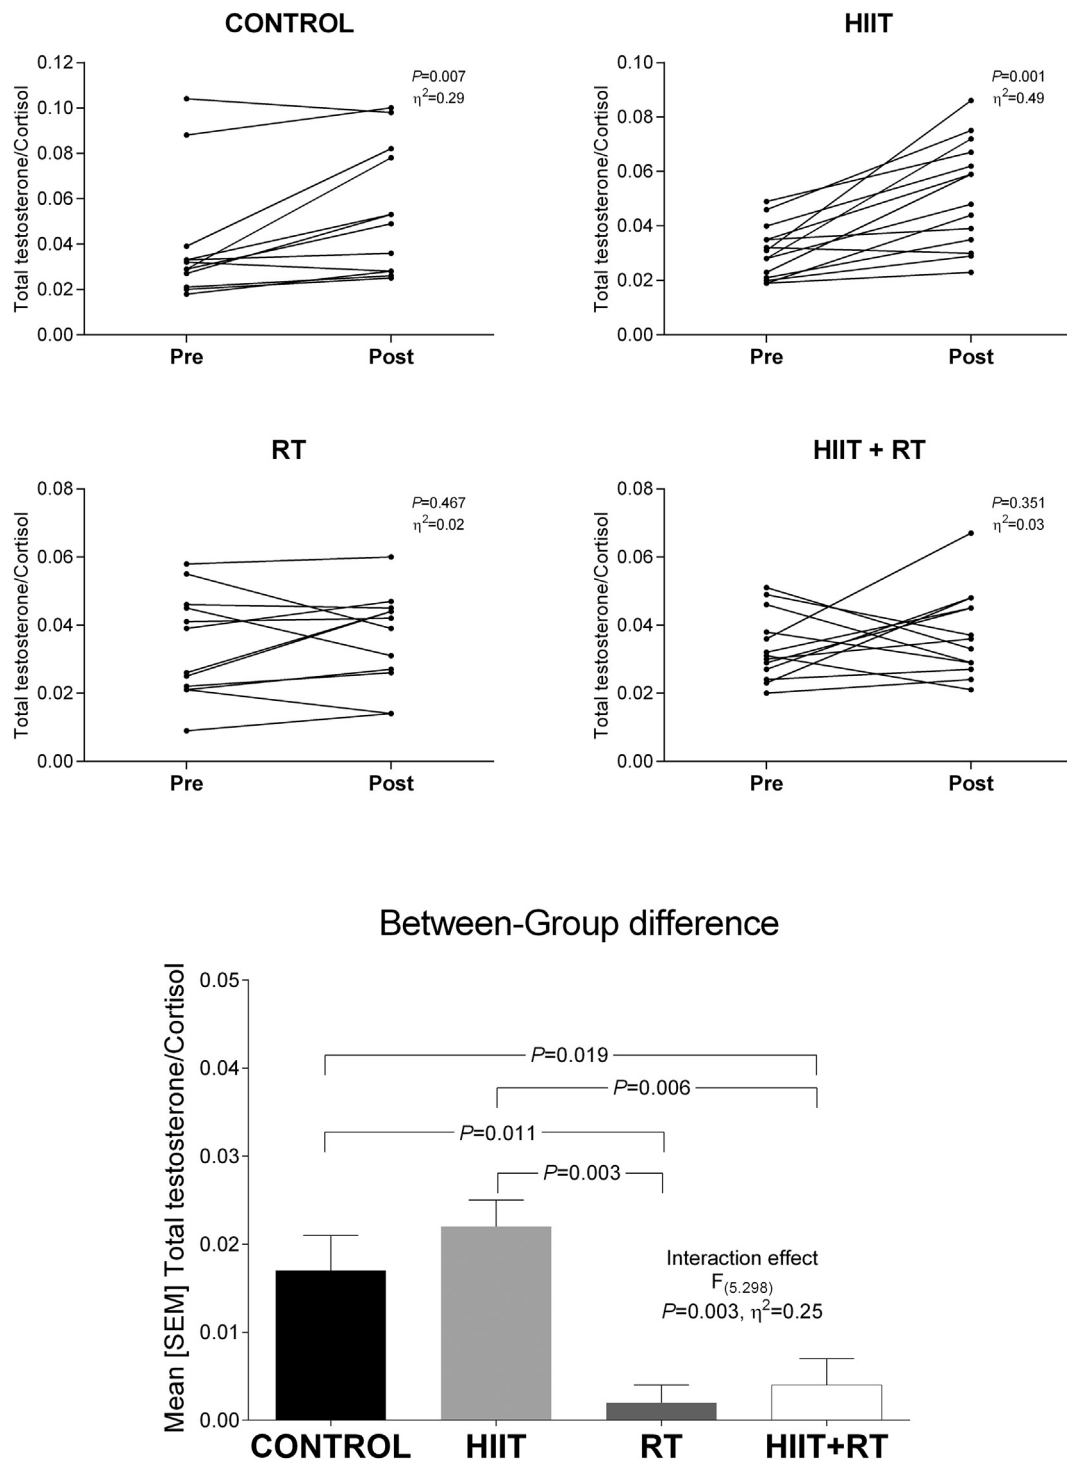 CONTROL
P=0.007
η²=0.29
Total testosterone/Cortisol
0.12
0.10
0.08
0.06
0.04
0.02
0.00
Pre
Post
HIIT
P=0.001
η²=0.49
Total testosterone/Cortisol
0.10
0.08
0.06
0.04
0.02
0.00
Pre
Post
RT
P=0.467
η²=0.02
Total testosterone/Cortisol
0.08
0.06
0.04
0.02
0.00
Pre
Post
HIIT + RT
P=0.351
η²=0.03
Total testosterone/Cortisol
0.08
0.06
0.04
0.02
0.00
Pre
Post
Between-Group difference
Mean [SEM] Total testosterone/Cortisol
0.05
0.04
0.03
0.02
0.01
0.00
P=0.019
P=0.006
P=0.011
P=0.003
Interaction effect
F(5.298)
P=0.003, η²=0.25
CONTROL
HIIT
RT
HIIT+RT